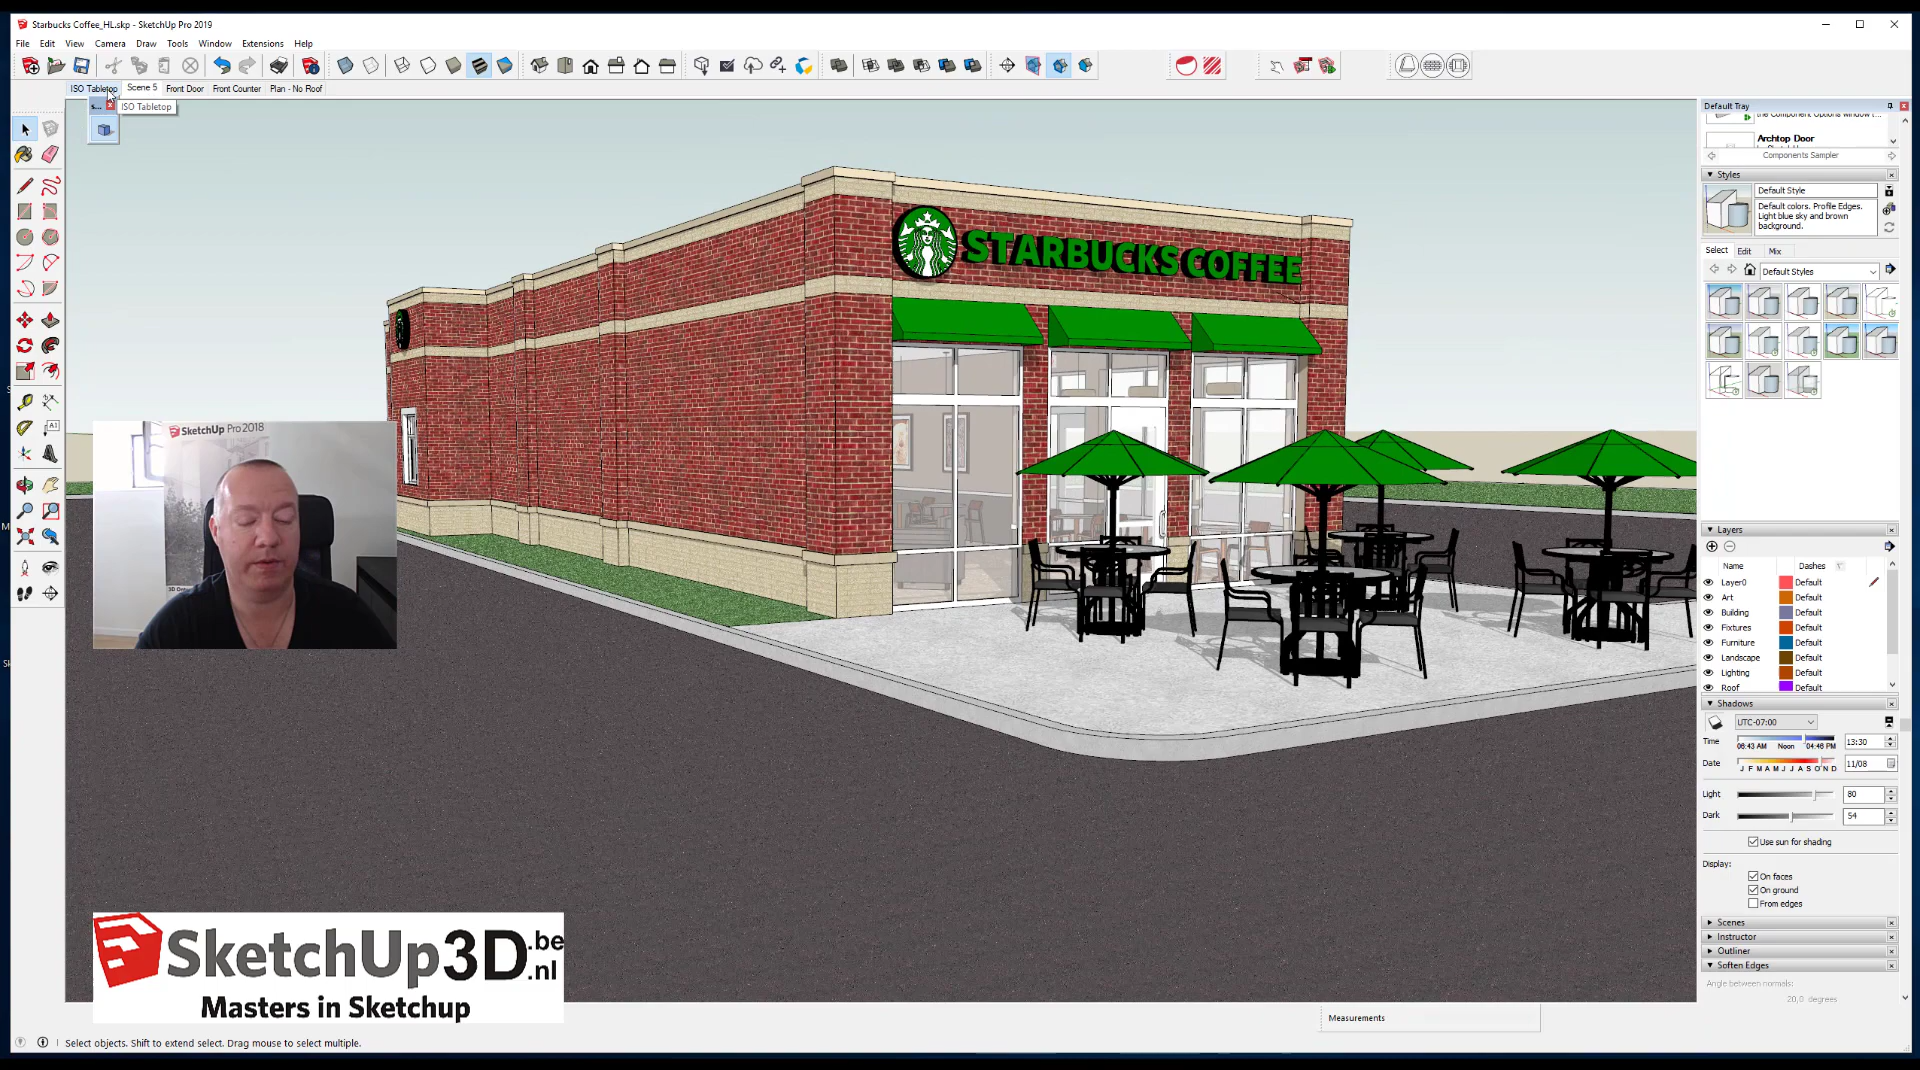 Starbucks Coffee_HL.skp - SketchUp Pro 2019
File Edit View Camera Draw Tools Window Extensions Help
ISO Tabletop Scene 5 Front Door Front Counter Plan - No Roof
s...
ISO Tabletop
STARBUCKS COFFEE
SketchUp Pro 2018
SketchUp3D .be .nl
Masters in Sketchup
Default Tray
the Component Options window t...
Archtop Door
Components Sampler
Styles
Default Style
Default colors. Profile Edges.
Light blue sky and brown
background.
Select Edit Mix
Default Styles
Layers
Name Dashes
Layer0 Default
Art Default
Building Default
Fixtures Default
Furniture Default
Landscape Default
Lighting Default
Roof Default
Shadows
UTC-07:00
Time 13:30
06:43 AM Noon 04:46 PM
Date 11/08
J F M A M J J A S O N D
Light 80
Dark 54
Use sun for shading
Display:
On faces
On ground
From edges
Scenes
Instructor
Outliner
Soften Edges
Angle between normals:
20,0 degrees
Measurements
Select objects. Shift to extend select. Drag mouse to select multiple.